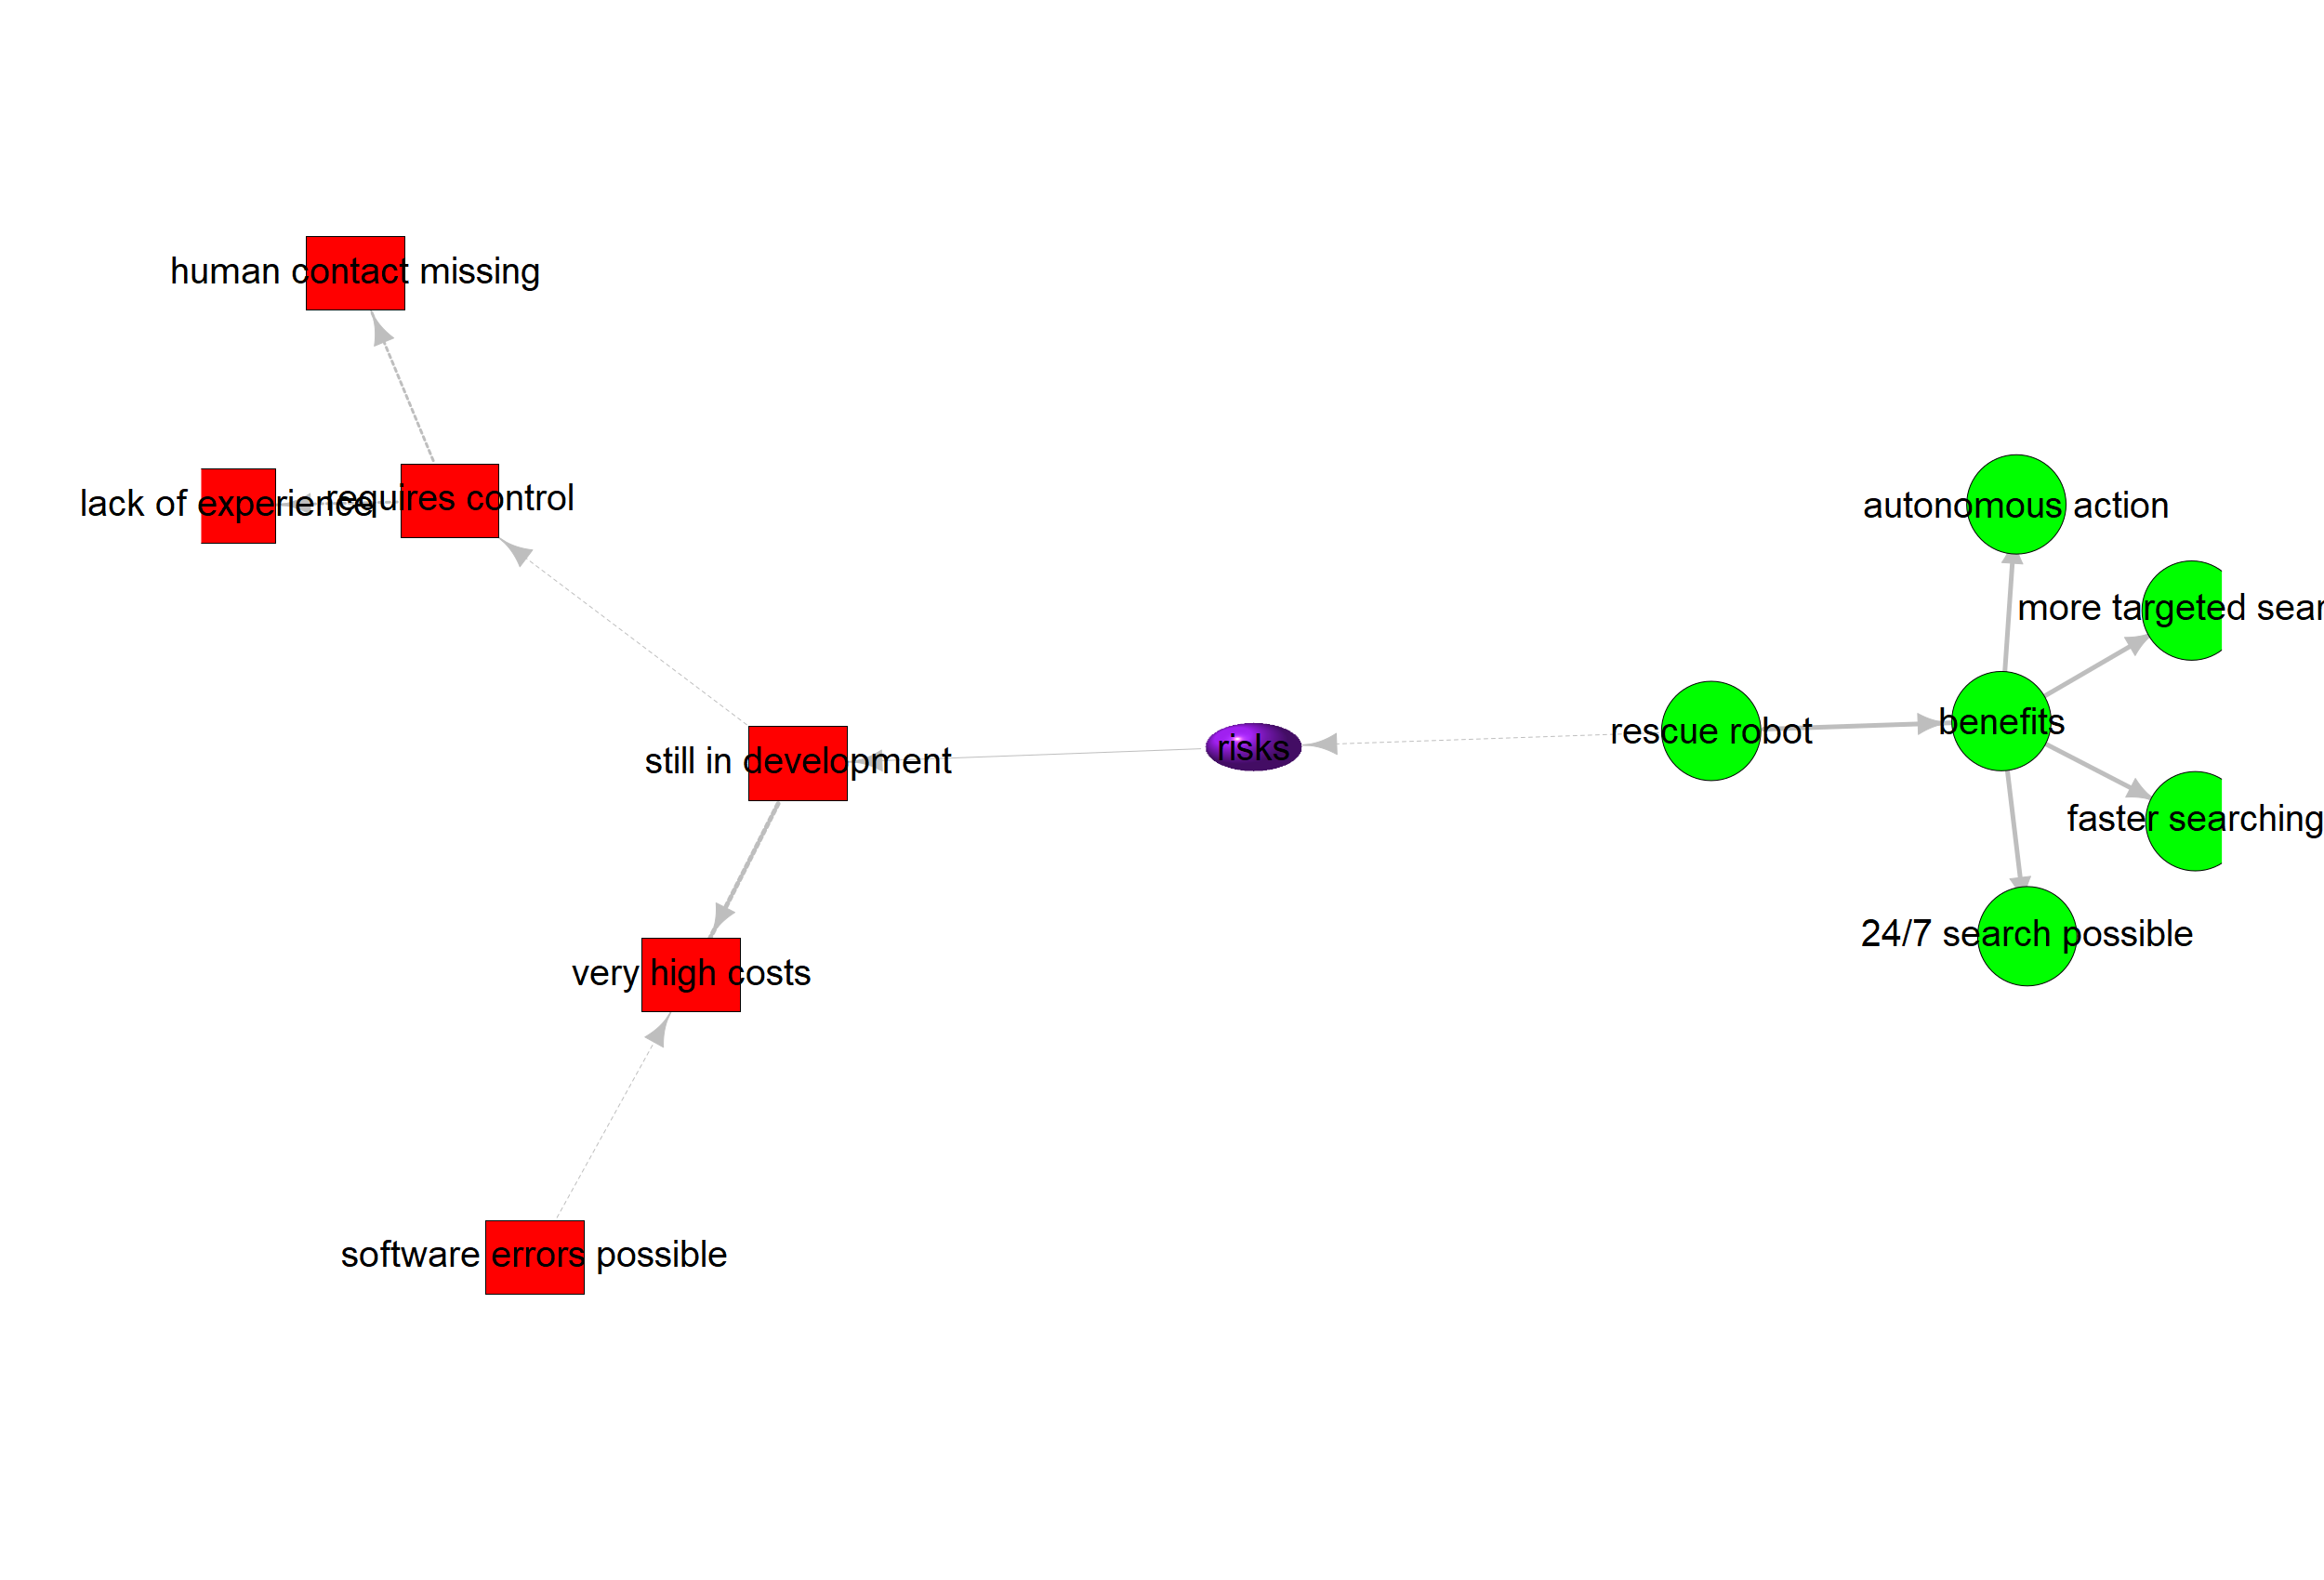 human contact missing
lack of experience
requires control
autonomous action
more targeted sear
still in development
risks
rescue robot
benefits
faster searching
24/7 search possible
very high costs
software errors possible